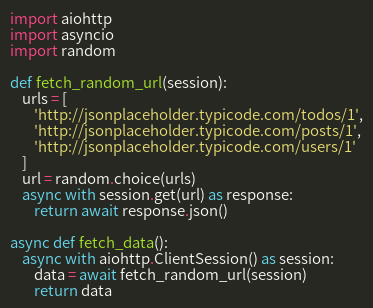 import aiohttp
import asyncio
import random

def fetch_random_url(session):
    urls = [
        'http://jsonplaceholder.typicode.com/todos/1',
        'http://jsonplaceholder.typicode.com/posts/1',
        'http://jsonplaceholder.typicode.com/users/1'
    ]
    url = random.choice(urls)
    async with session.get(url) as response:
        return await response.json()

async def fetch_data():
    async with aiohttp.ClientSession() as session:
        data = await fetch_random_url(session)
        return data